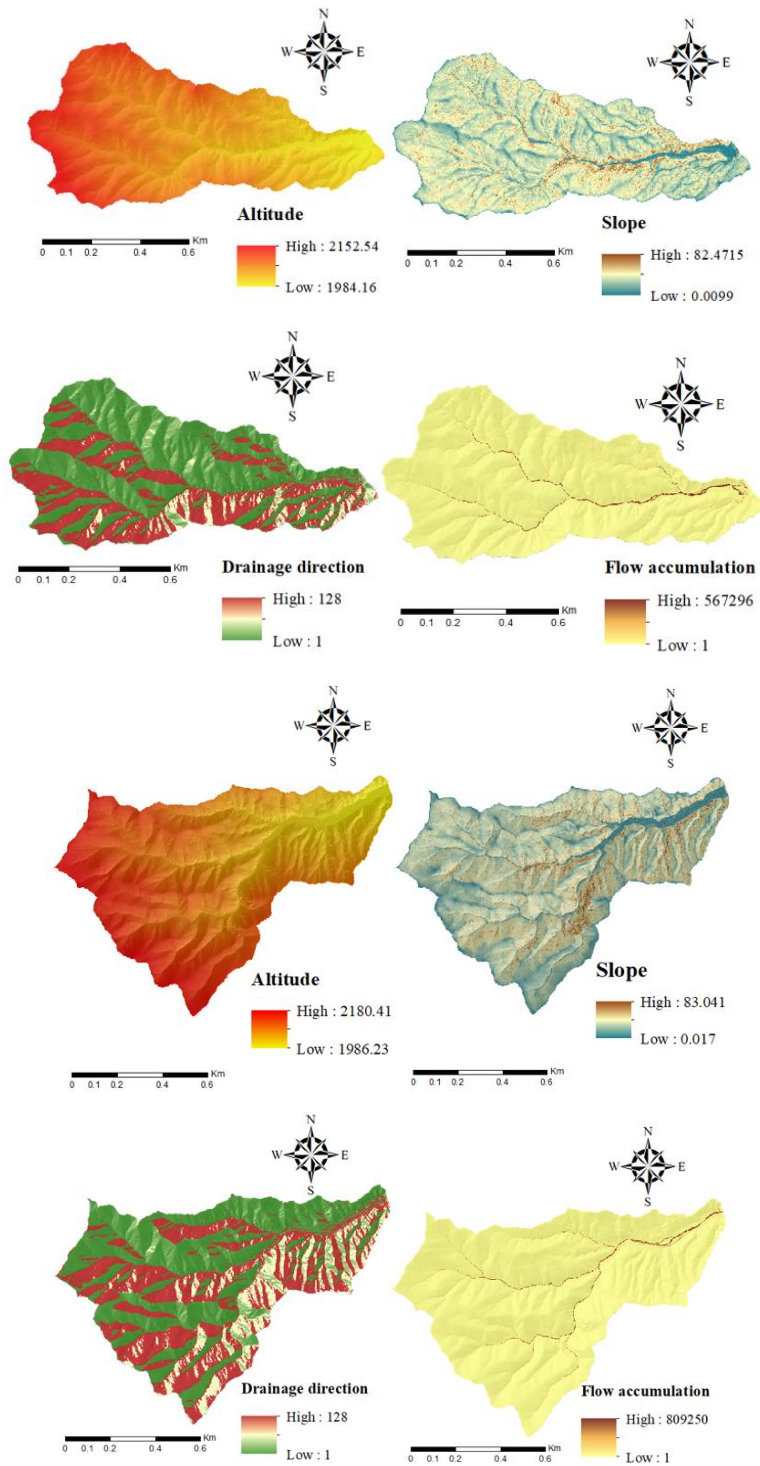 N
W E
S
Altitude
High : 2152.54
Low : 1984.16
Km
0 0.1 0.2 0.4 0.6
N
W E
S
Slope
High : 82.4715
Low : 0.0099
Km
0 0.1 0.2 0.4 0.6
N
W E
S
Drainage direction
High : 128
Low : 1
Km
0 0.1 0.2 0.4 0.6
N
W E
S
Flow accumulation
High : 567296
Low : 1
Km
0 0.1 0.2 0.4 0.6
N
W E
S
Altitude
High : 2180.41
Low : 1986.23
Km
0 0.1 0.2 0.4 0.6
N
W E
S
Slope
High : 83.041
Low : 0.017
Km
0 0.1 0.2 0.4 0.6
N
W E
S
Drainage direction
High : 128
Low : 1
Km
0 0.1 0.2 0.4 0.6
N
W E
S
Flow accumulation
High : 809250
Low : 1
Km
0 0.1 0.2 0.4 0.6